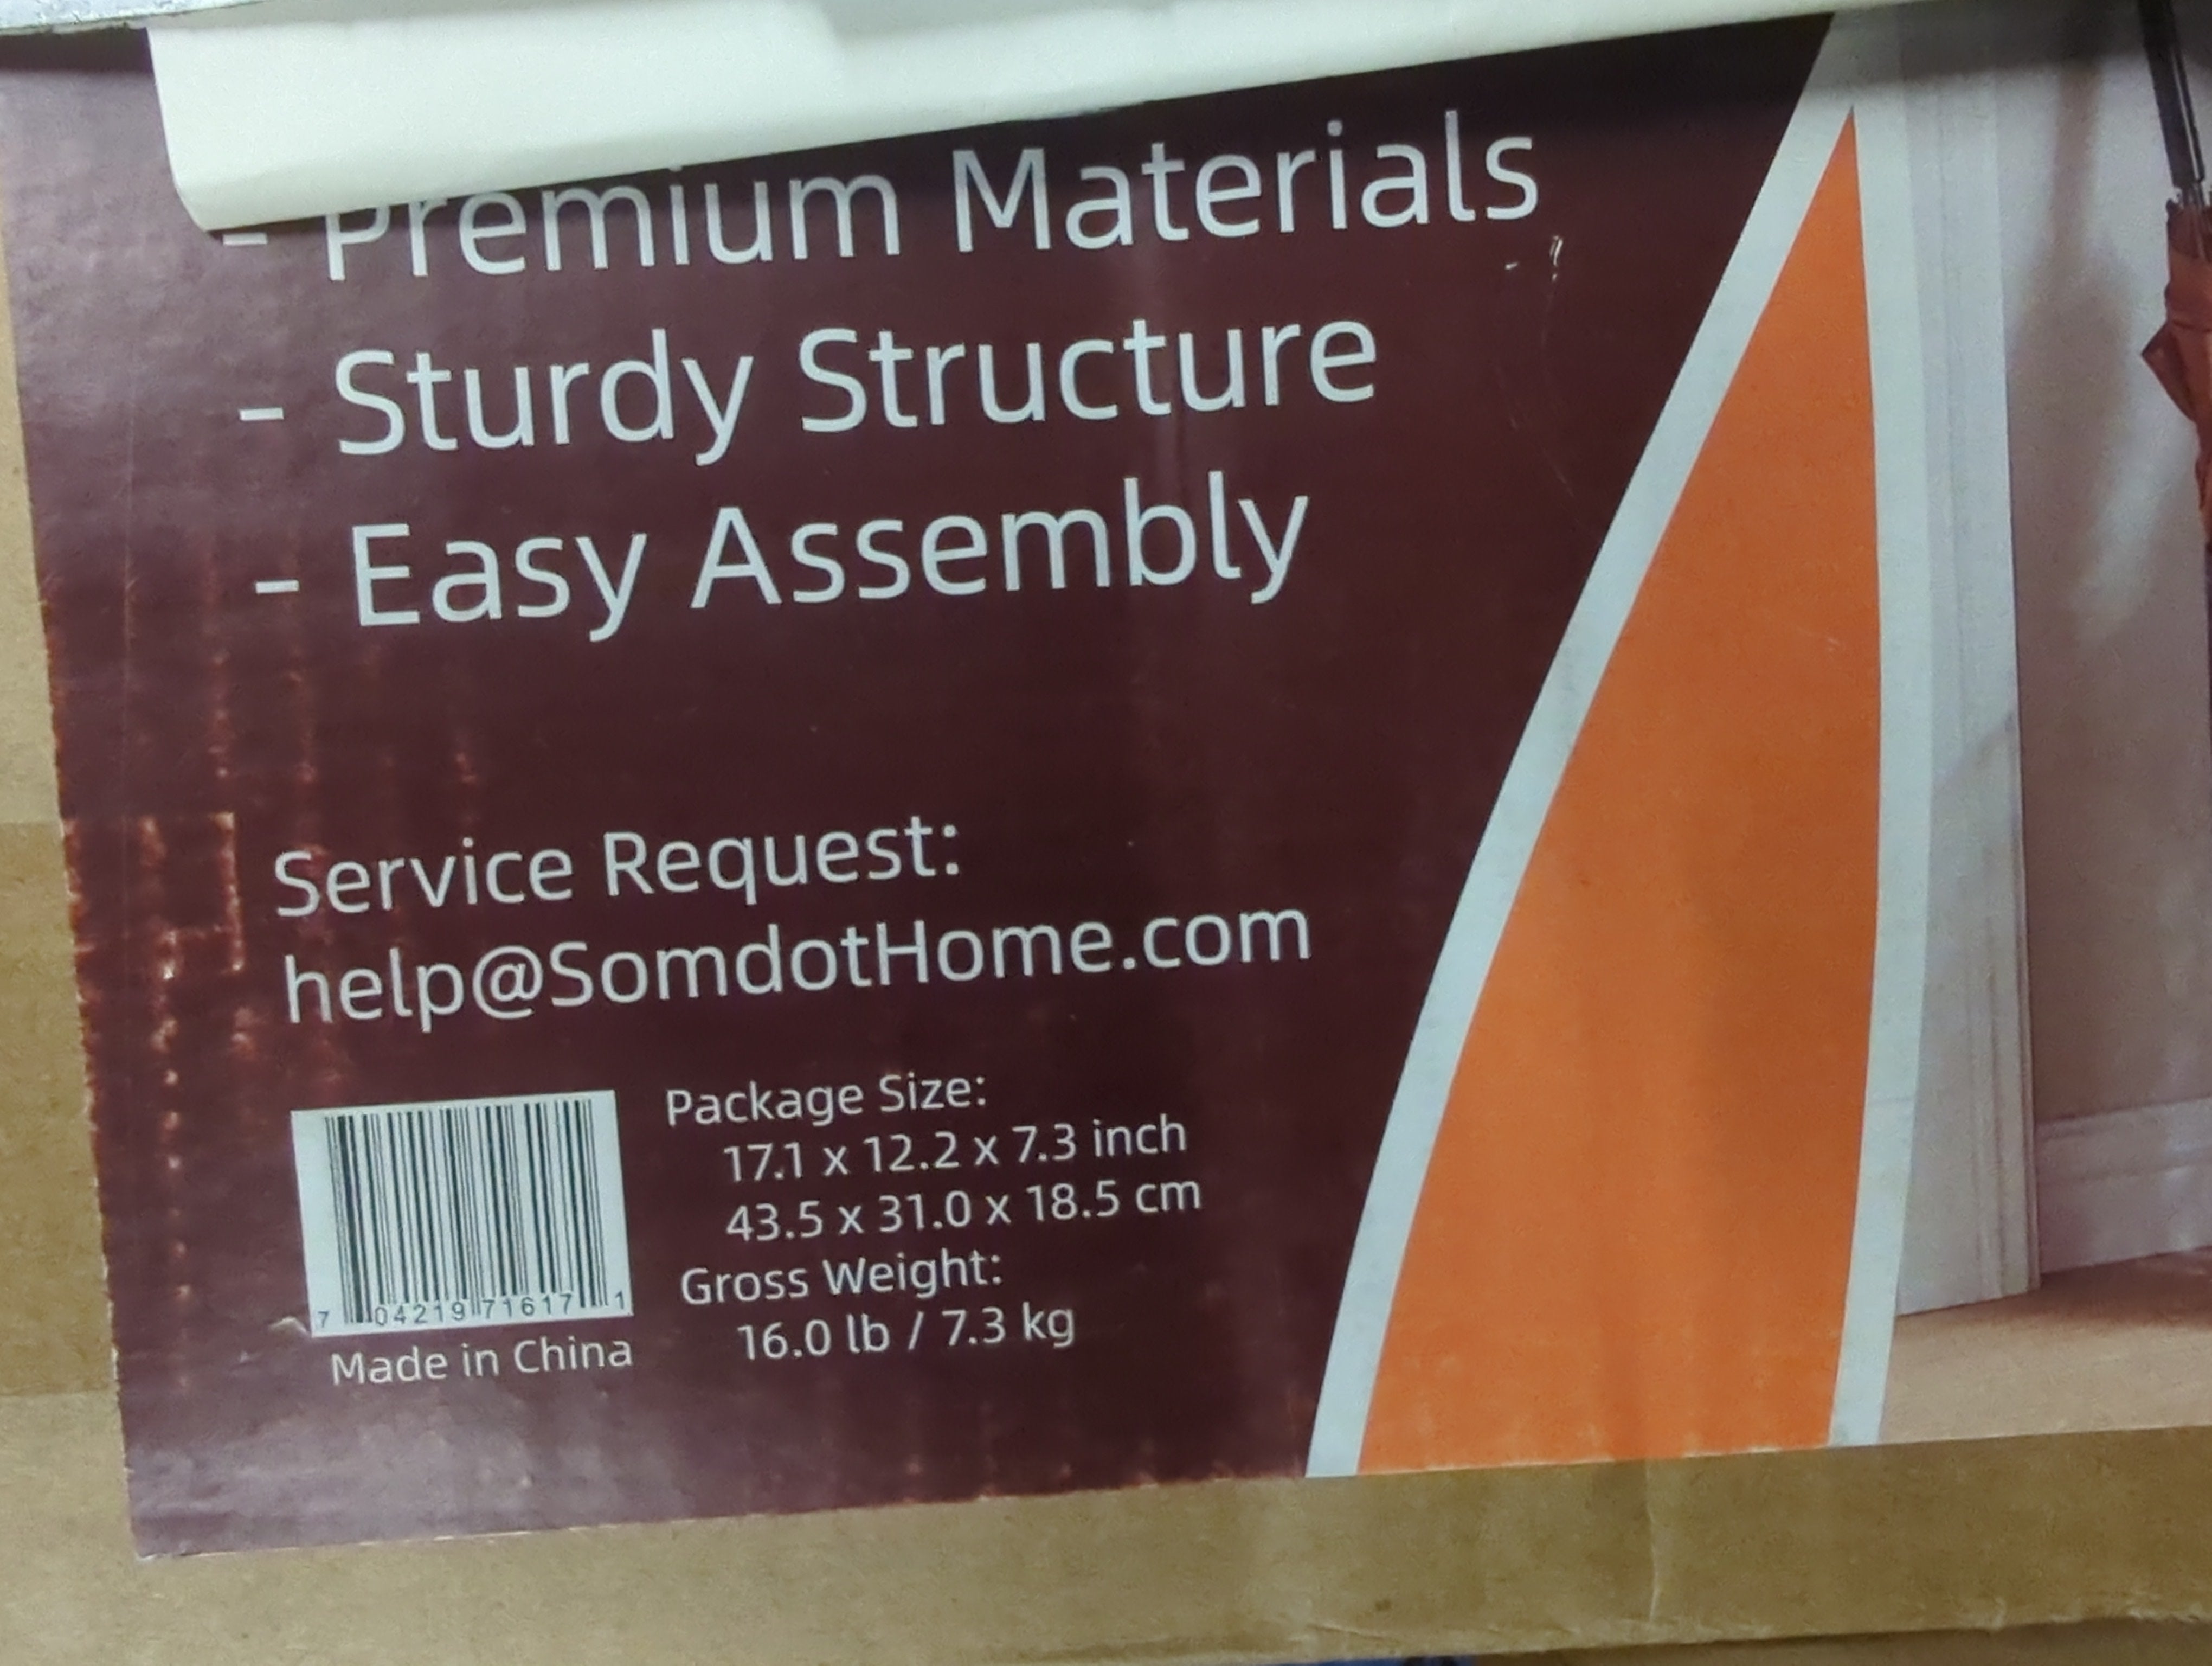 - Premium Materials
- Sturdy Structure
- Easy Assembly
Service Request:
help@SomdotHome.com
Package Size:
17.1 x 12.2 x 7.3 inch
43.5 x 31.0 x 18.5 cm
Gross Weight:
16.0 lb / 7.3 kg
7 04219 71617 1
Made in China